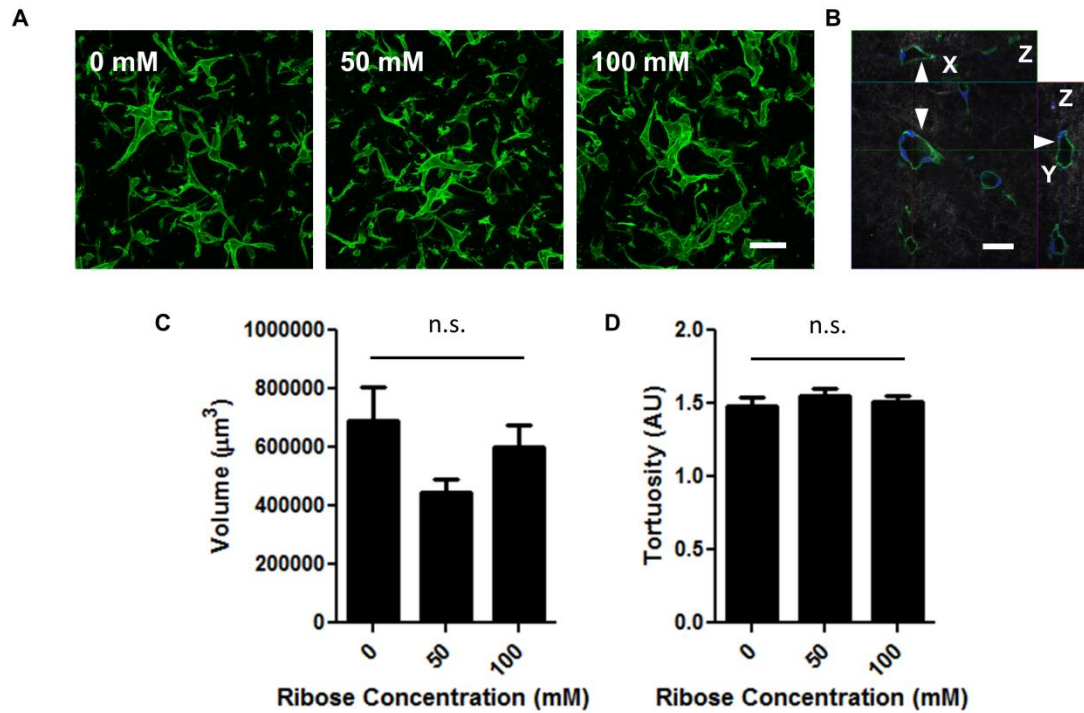 A
0 mM
50 mM
100 mM
B
X
Z
Z
Y
C
n.s.
1000000
800000
600000
400000
200000
0
Volume (μm³)
0
50
100
Ribose Concentration (mM)
D
n.s.
2.0
1.5
1.0
0.5
0.0
Tortuosity (AU)
0
50
100
Ribose Concentration (mM)